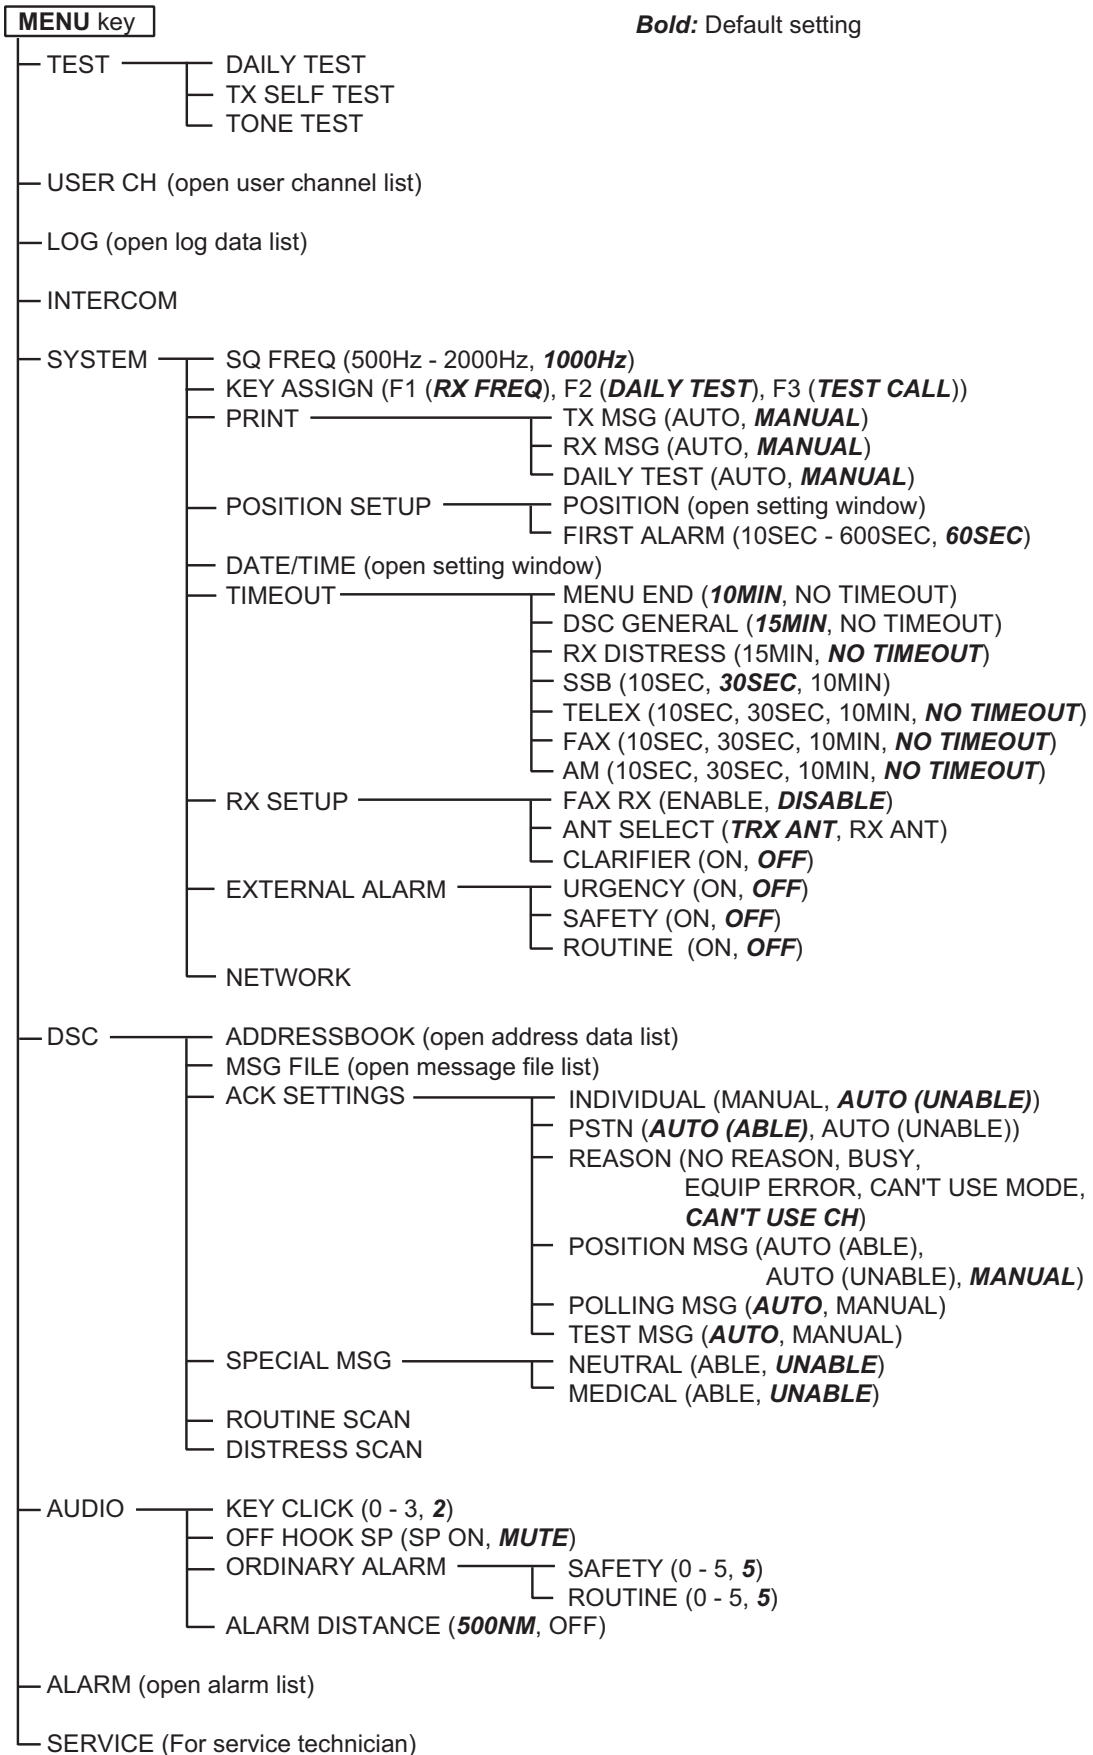 MENU key
Bold: Default setting
TEST
DAILY TEST
TX SELF TEST
TONE TEST
USER CH (open user channel list)
LOG (open log data list)
INTERCOM
SYSTEM
SQ FREQ (500Hz - 2000Hz, 1000Hz)
KEY ASSIGN (F1 (RX FREQ), F2 (DAILY TEST), F3 (TEST CALL))
PRINT
TX MSG (AUTO, MANUAL)
RX MSG (AUTO, MANUAL)
DAILY TEST (AUTO, MANUAL)
POSITION SETUP
POSITION (open setting window)
FIRST ALARM (10SEC - 600SEC, 60SEC)
DATE/TIME (open setting window)
TIMEOUT
MENU END (10MIN, NO TIMEOUT)
DSC GENERAL (15MIN, NO TIMEOUT)
RX DISTRESS (15MIN, NO TIMEOUT)
SSB (10SEC, 30SEC, 10MIN)
TELEX (10SEC, 30SEC, 10MIN, NO TIMEOUT)
FAX (10SEC, 30SEC, 10MIN, NO TIMEOUT)
AM (10SEC, 30SEC, 10MIN, NO TIMEOUT)
RX SETUP
FAX RX (ENABLE, DISABLE)
ANT SELECT (TRX ANT, RX ANT)
CLARIFIER (ON, OFF)
EXTERNAL ALARM
URGENCY (ON, OFF)
SAFETY (ON, OFF)
ROUTINE (ON, OFF)
NETWORK
DSC
ADDRESSBOOK (open address data list)
MSG FILE (open message file list)
ACK SETTINGS
INDIVIDUAL (MANUAL, AUTO (UNABLE))
PSTN (AUTO (ABLE), AUTO (UNABLE))
REASON (NO REASON, BUSY,
EQUIP ERROR, CAN'T USE MODE,
CAN'T USE CH)
POSITION MSG (AUTO (ABLE),
AUTO (UNABLE), MANUAL)
POLLING MSG (AUTO, MANUAL)
TEST MSG (AUTO, MANUAL)
SPECIAL MSG
NEUTRAL (ABLE, UNABLE)
MEDICAL (ABLE, UNABLE)
ROUTINE SCAN
DISTRESS SCAN
AUDIO
KEY CLICK (0 - 3, 2)
OFF HOOK SP (SP ON, MUTE)
ORDINARY ALARM
SAFETY (0 - 5, 5)
ROUTINE (0 - 5, 5)
ALARM DISTANCE (500NM, OFF)
ALARM (open alarm list)
SERVICE (For service technician)